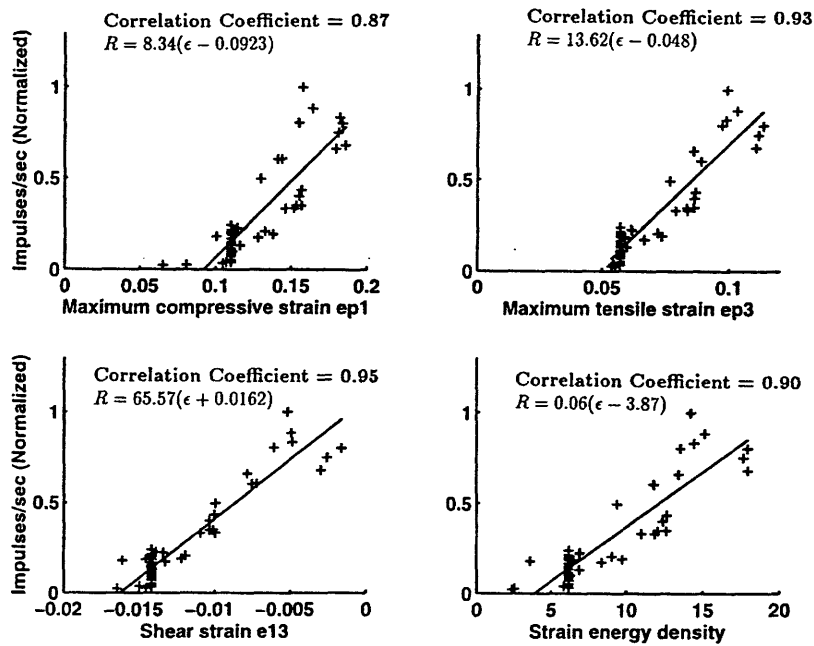 Correlation Coefficient = 0.87
R = 8.34(ϵ − 0.0923)
Impulses/sec (Normalized)
1
0.5
0
0 0.05 0.1 0.15 0.2
Maximum compressive strain ep1
Correlation Coefficient = 0.93
R = 13.62(ϵ − 0.048)
1
0.5
0
0 0.05 0.1
Maximum tensile strain ep3
Correlation Coefficient = 0.95
R = 65.57(ϵ + 0.0162)
Impulses/sec (Normalized)
1
0.5
0
−0.02 −0.015 −0.01 −0.005 0
Shear strain e13
Correlation Coefficient = 0.90
R = 0.06(ϵ − 3.87)
1
0.5
0
0 5 10 15 20
Strain energy density